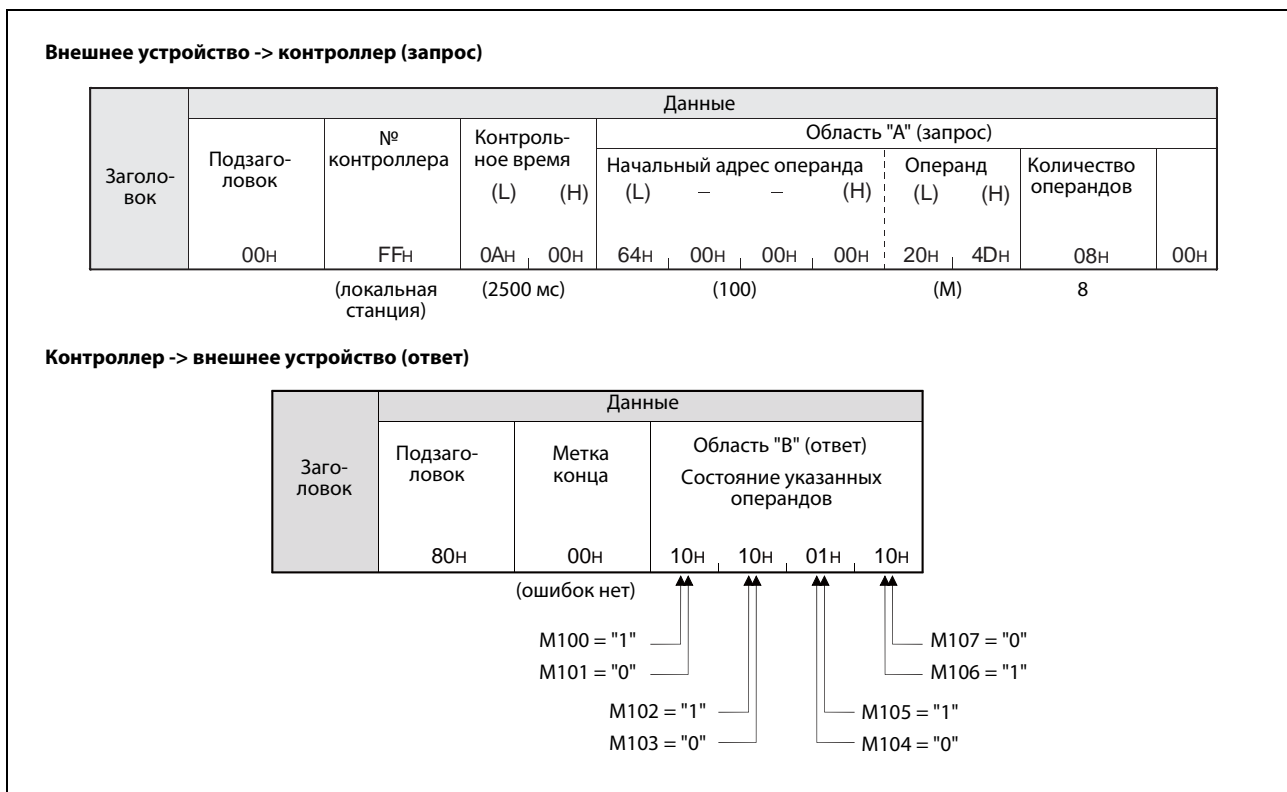 Внешнее устройство -> контроллер (запрос)
Заголо-
вок
Данные
Подзаго-
ловок
№
контроллера
Контроль-
ное время
(L) (H)
Область "A" (запрос)
Начальный адрес операнда
(L) – – (H)
Операнд
(L) (H)
Количество
операндов
00H FFH 0AH 00H 64H 00H 00H 00H 20H 4DH 08H 00H
(локальная
станция)
(2500 мс) (100) (M) 8
Контроллер -> внешнее устройство (ответ)
Заго-
ловок
Данные
Подзаго-
ловок
Метка
конца
Область "B" (ответ)
Состояние указанных
операндов
80H 00H 10H 10H 01H 10H
(ошибок нет)
M100 = "1" M107 = "0"
M101 = "0" M106 = "1"
M102 = "1" M105 = "1"
M103 = "0" M104 = "0"